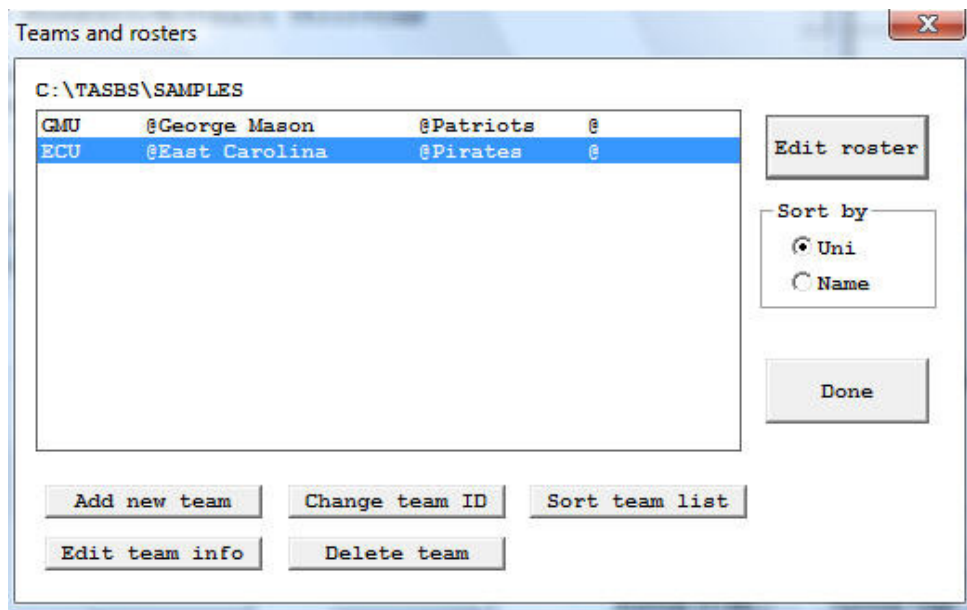 Teams and rosters
C:\TASBS\SAMPLES
GMU @George Mason @Patriots @
ECU @East Carolina @Pirates @
Edit roster
Sort by
Uni
Name
Done
Add new team Change team ID Sort team list
Edit team info Delete team